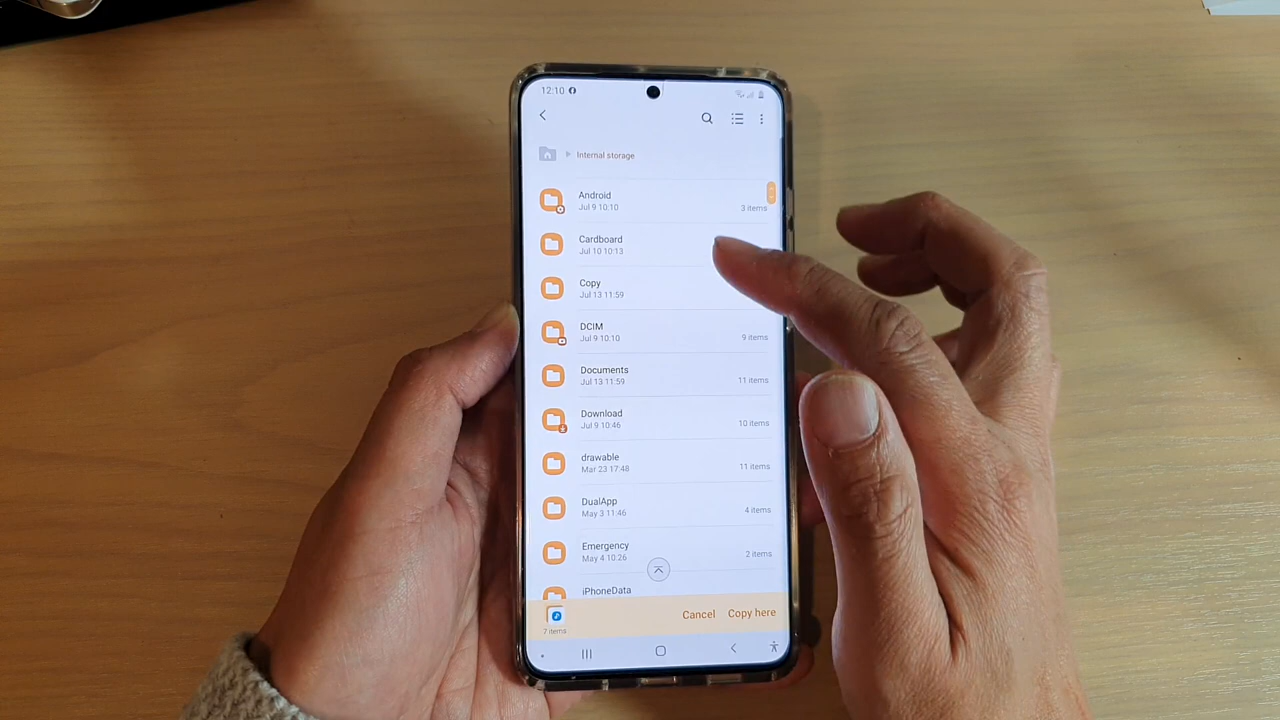 12:10
Internal storage
Android
Jul 9 10:10
3 items
Cardboard
Jul 10 10:13
Copy
Jul 13 11:59
DCIM
Jul 9 10:10
9 items
Documents
Jul 13 11:59
11 items
Download
Jul 9 10:46
10 items
drawable
Mar 23 17:48
11 items
DualApp
May 3 11:46
4 items
Emergency
May 4 10:26
2 items
iPhoneData
7 items
Cancel Copy here